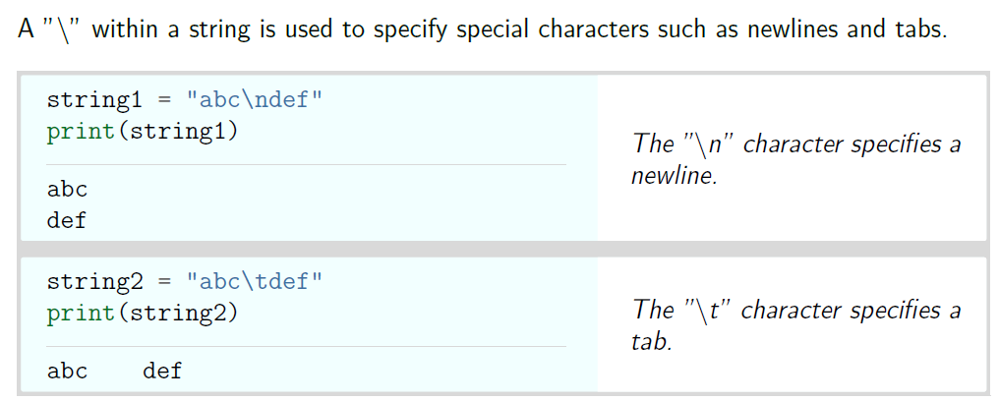 A ”\” within a string is used to specify special characters such as newlines and tabs.
string1 = "abc\ndef"
print(string1)
The ”\n” character specifies a
newline.
abc
def
string2 = "abc\tdef"
print(string2)
The ”\t” character specifies a
tab.
abc    def